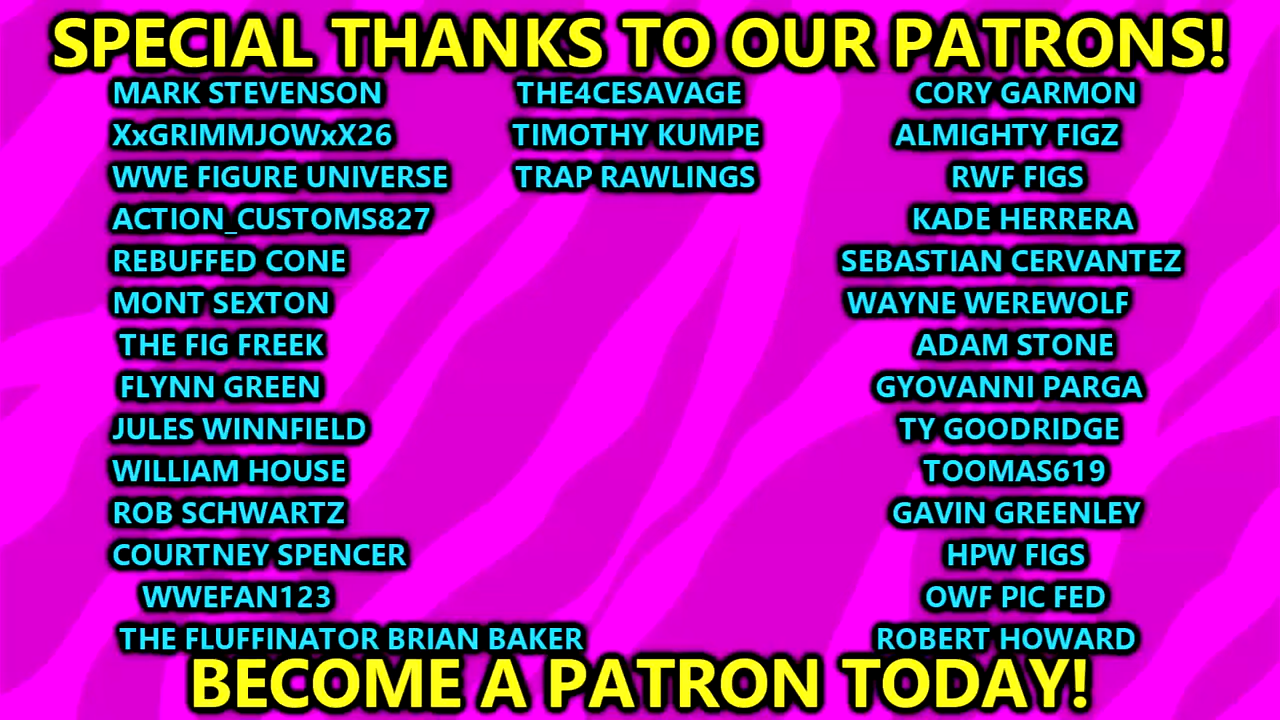 SPECIAL THANKS TO OUR PATRONS!
MARK STEVENSON
XxGRIMMJOWxX26
WWE FIGURE UNIVERSE
ACTION_CUSTOMS827
REBUFFED CONE
MONT SEXTON
THE FIG FREEK
FLYNN GREEN
JULES WINNFIELD
WILLIAM HOUSE
ROB SCHWARTZ
COURTNEY SPENCER
WWEFAN123
THE FLUFFINATOR BRIAN BAKER
THE4CESAVAGE
TIMOTHY KUMPE
TRAP RAWLINGS
CORY GARMON
ALMIGHTY FIGZ
RWF FIGS
KADE HERRERA
SEBASTIAN CERVANTEZ
WAYNE WEREWOLF
ADAM STONE
GYOVANNI PARGA
TY GOODRIDGE
TOOMAS619
GAVIN GREENLEY
HPW FIGS
OWF PIC FED
ROBERT HOWARD
BECOME A PATRON TODAY!